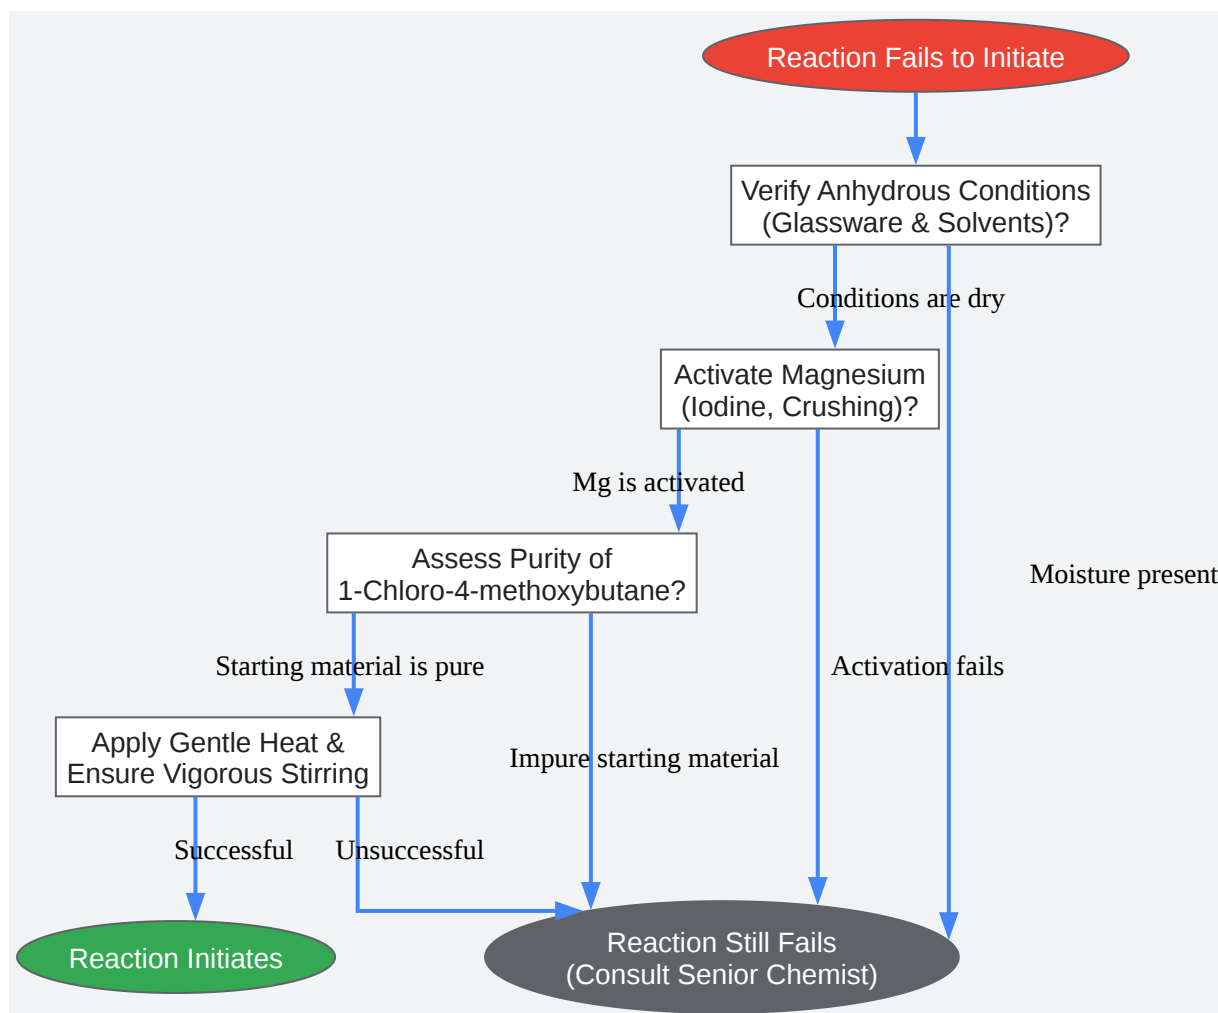 Reaction Fails to Initiate
Verify Anhydrous Conditions
(Glassware & Solvents)?
Conditions are dry
Activate Magnesium
(Iodine, Crushing)?
Mg is activated
Assess Purity of
1-Chloro-4-methoxybutane?
Moisture present
Starting material is pure
Activation fails
Apply Gentle Heat &
Ensure Vigorous Stirring
Impure starting material
Successful
Unsuccessful
Reaction Initiates
Reaction Still Fails
(Consult Senior Chemist)